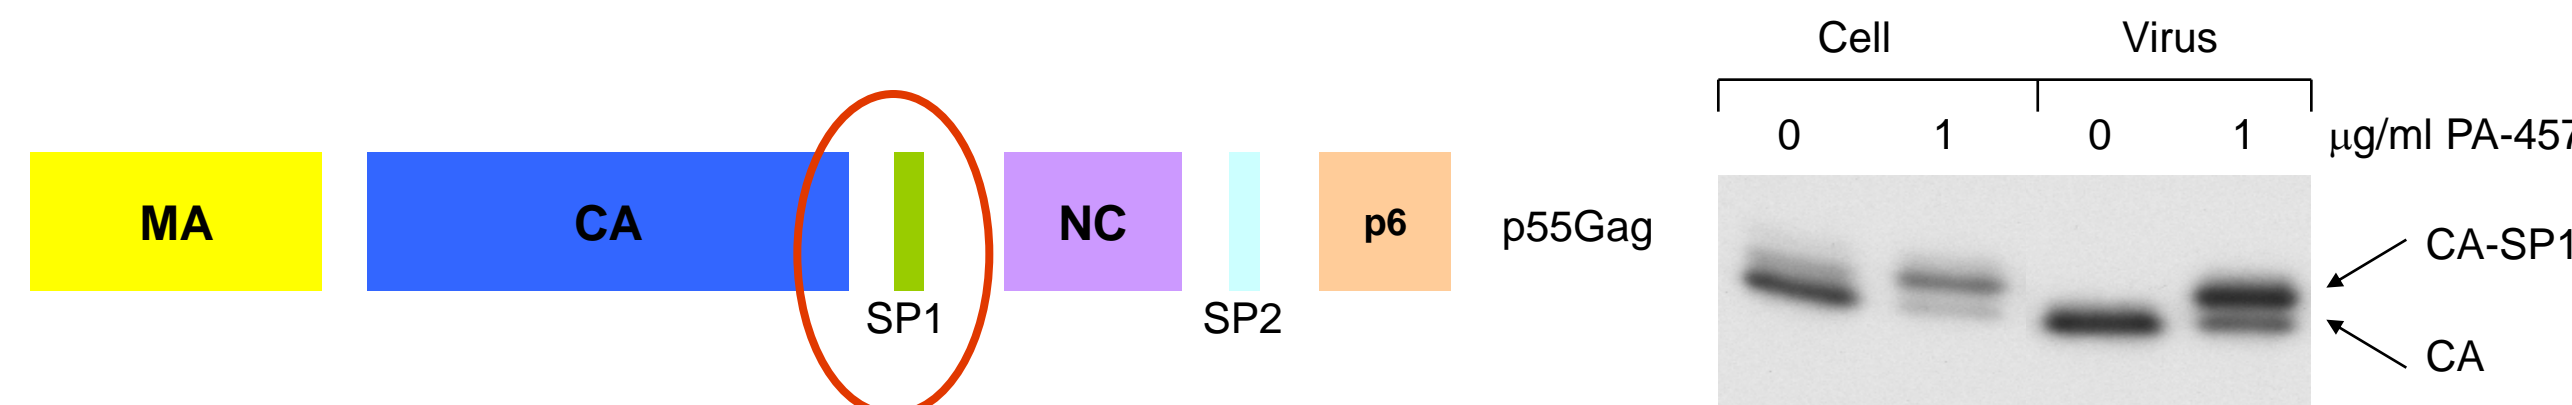 MA
CA
SP1
NC
SP2
p6
p55Gag
Cell
Virus
0
1
0
1
μg/ml PA-457
CA-SP1
CA